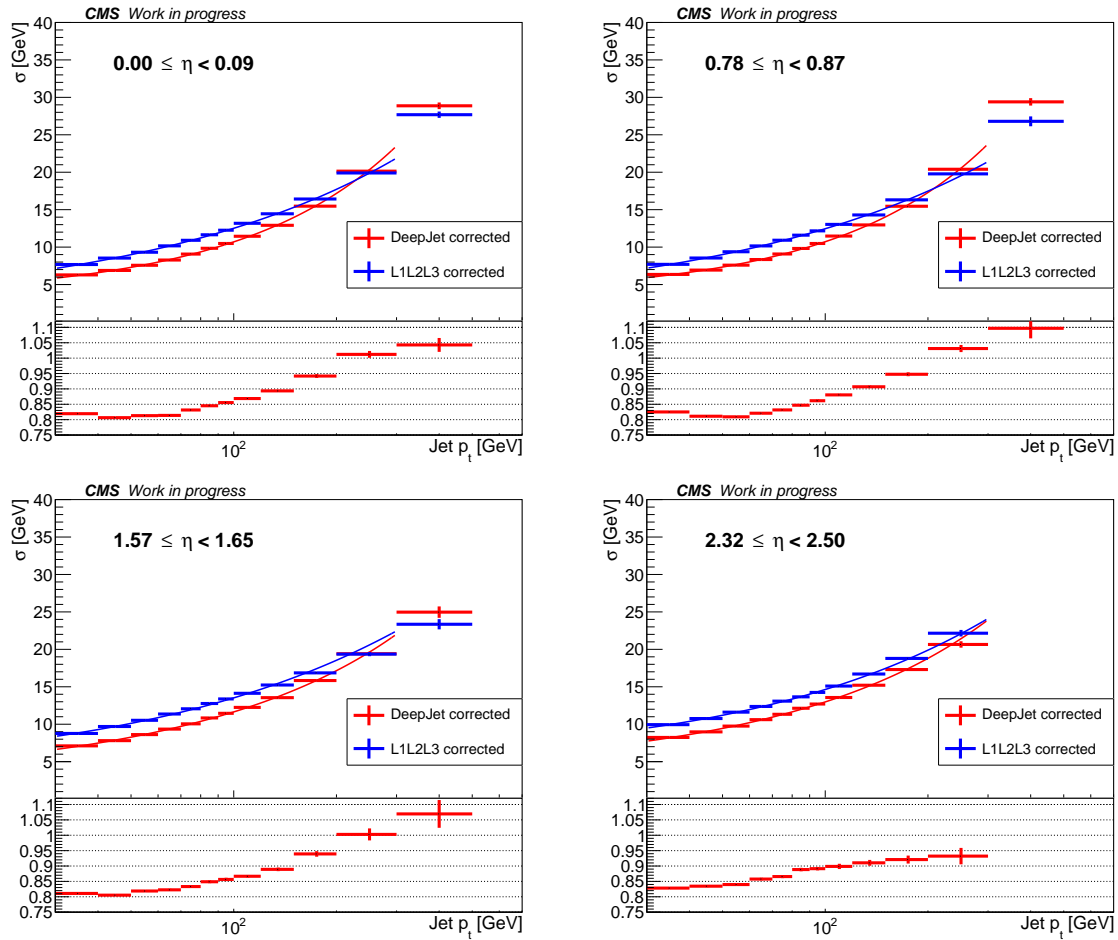 CMS Work in progress
σ [GeV]
40
35
30
25
20
15
10
5
0.00 ≤ η < 0.09
DeepJet corrected
L1L2L3 corrected
1.1
1.05
1
0.95
0.9
0.85
0.8
0.75
10²
Jet p_t [GeV]
CMS Work in progress
σ [GeV]
40
35
30
25
20
15
10
5
0.78 ≤ η < 0.87
DeepJet corrected
L1L2L3 corrected
1.1
1.05
1
0.95
0.9
0.85
0.8
0.75
10²
Jet p_t [GeV]
CMS Work in progress
σ [GeV]
40
35
30
25
20
15
10
5
1.57 ≤ η < 1.65
DeepJet corrected
L1L2L3 corrected
1.1
1.05
1
0.95
0.9
0.85
0.8
0.75
10²
Jet p_t [GeV]
CMS Work in progress
σ [GeV]
40
35
30
25
20
15
10
5
2.32 ≤ η < 2.50
DeepJet corrected
L1L2L3 corrected
1.1
1.05
1
0.95
0.9
0.85
0.8
0.75
10²
Jet p_t [GeV]